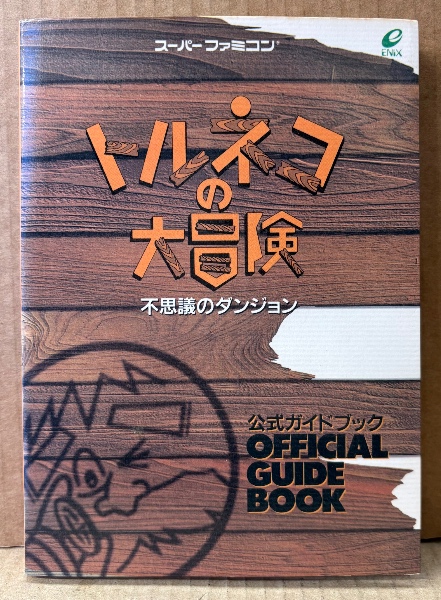 スーパーファミコン®
ENIX
トルネコ
の
大冒険
不思議のダンジョン
公式ガイドブック
OFFICIAL
GUIDE
BOOK